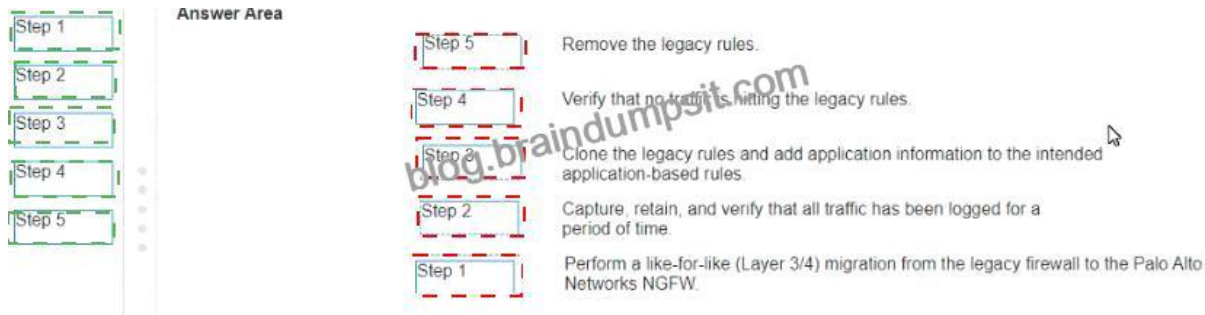 Answer Area
Step 1
Step 2
Step 3
Step 4
Step 5
Step 5 Remove the legacy rules.
Step 4 Verify that no traffic is hitting the legacy rules.
Step 3 Clone the legacy rules and add application information to the intended
application-based rules.
Step 2 Capture, retain, and verify that all traffic has been logged for a
period of time.
Step 1 Perform a like-for-like (Layer 3/4) migration from the legacy firewall to the Palo Alto
Networks NGFW.
blog.braindumpsit.com